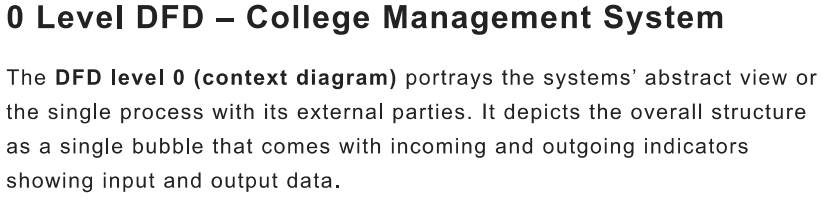 0 Level DFD – College Management System
The DFD level 0 (context diagram) portrays the systems’ abstract view or
the single process with its external parties. It depicts the overall structure
as a single bubble that comes with incoming and outgoing indicators
showing input and output data.